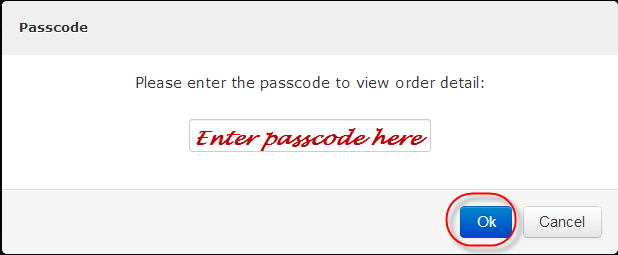 Passcode
Please enter the passcode to view order detail:
Enter passcode here
Ok
Cancel